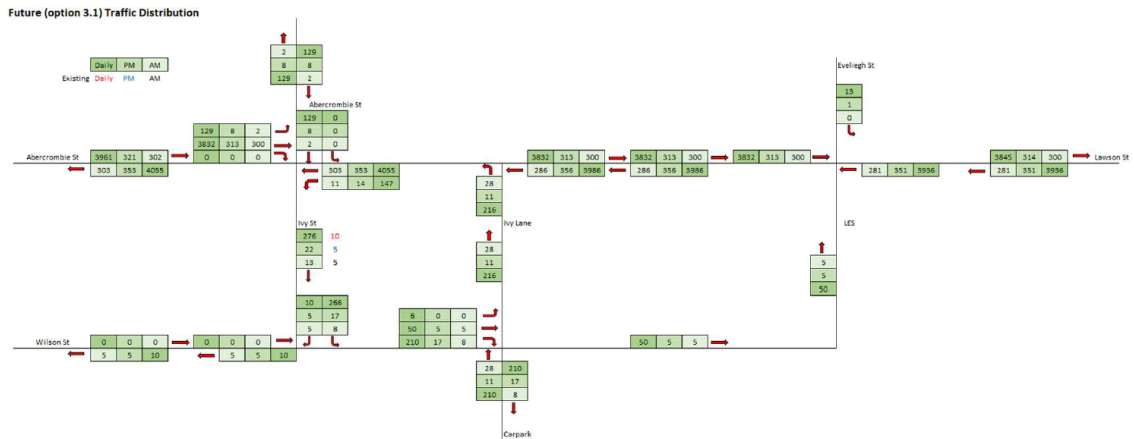 Future (option 3.1) Traffic Distribution
2 129
8 8
129 2
Daily PM AM
Existing Daily PM AM
Eveliegh St
13
1
0
Abercrombie St
129 0
8 0
2 0
129 8 2
3832 313 300
0 0 0
Abercrombie St
3961 321 302
303 353 4055
303 353 4055
11 14 147
3832 313 300
286 356 3986
3832 313 300
286 356 3986
3832 313 300
281 351 3936
3845 314 300
281 351 3936
Lawson St
28
11
216
Ivy St
Ivy Lane
LES
276 10
22 5
13 5
28
11
216
5
5
50
10 266
5 17
5 8
6 0 0
50 5 5
210 17 8
Wilson St
0 0 0
5 5 10
0 0 0
5 5 10
50 5 5
28 210
11 17
210 8
Carpark